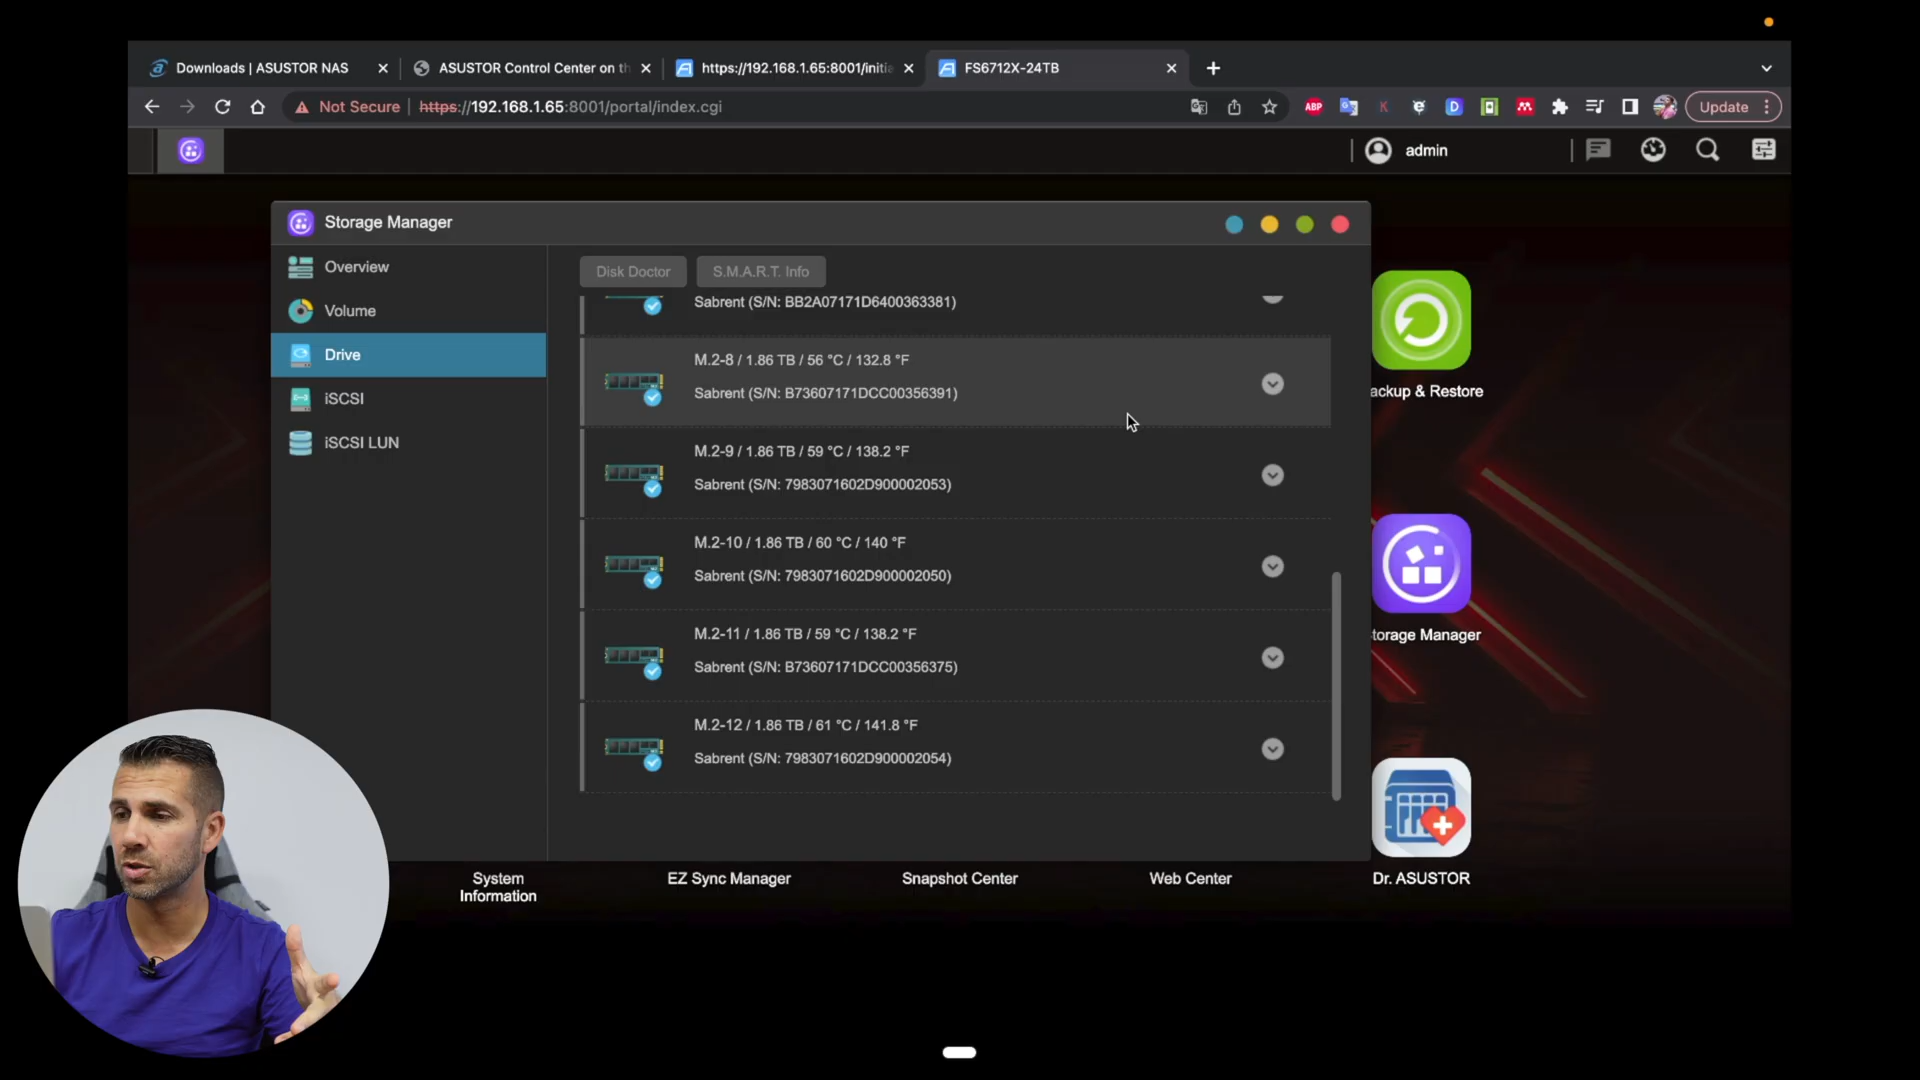 Downloads | ASUSTOR NAS
ASUSTOR Control Center on th
https://192.168.1.65:8001/initia
FS6712X-24TB
Not Secure | https://192.168.1.65:8001/portal/index.cgi
ABP
K
D
Update
admin
Storage Manager
Overview
Volume
Drive
iSCSI
iSCSI LUN
Disk Doctor
S.M.A.R.T. Info
Sabrent (S/N: BB2A07171D6400363381)
M.2-8 / 1.86 TB / 56 °C / 132.8 °F
Sabrent (S/N: B73607171DCC00356391)
M.2-9 / 1.86 TB / 59 °C / 138.2 °F
Sabrent (S/N: 7983071602D900002053)
M.2-10 / 1.86 TB / 60 °C / 140 °F
Sabrent (S/N: 7983071602D900002050)
M.2-11 / 1.86 TB / 59 °C / 138.2 °F
Sabrent (S/N: B73607171DCC00356375)
M.2-12 / 1.86 TB / 61 °C / 141.8 °F
Sabrent (S/N: 7983071602D900002054)
ackup & Restore
torage Manager
Dr. ASUSTOR
System
Information
EZ Sync Manager
Snapshot Center
Web Center